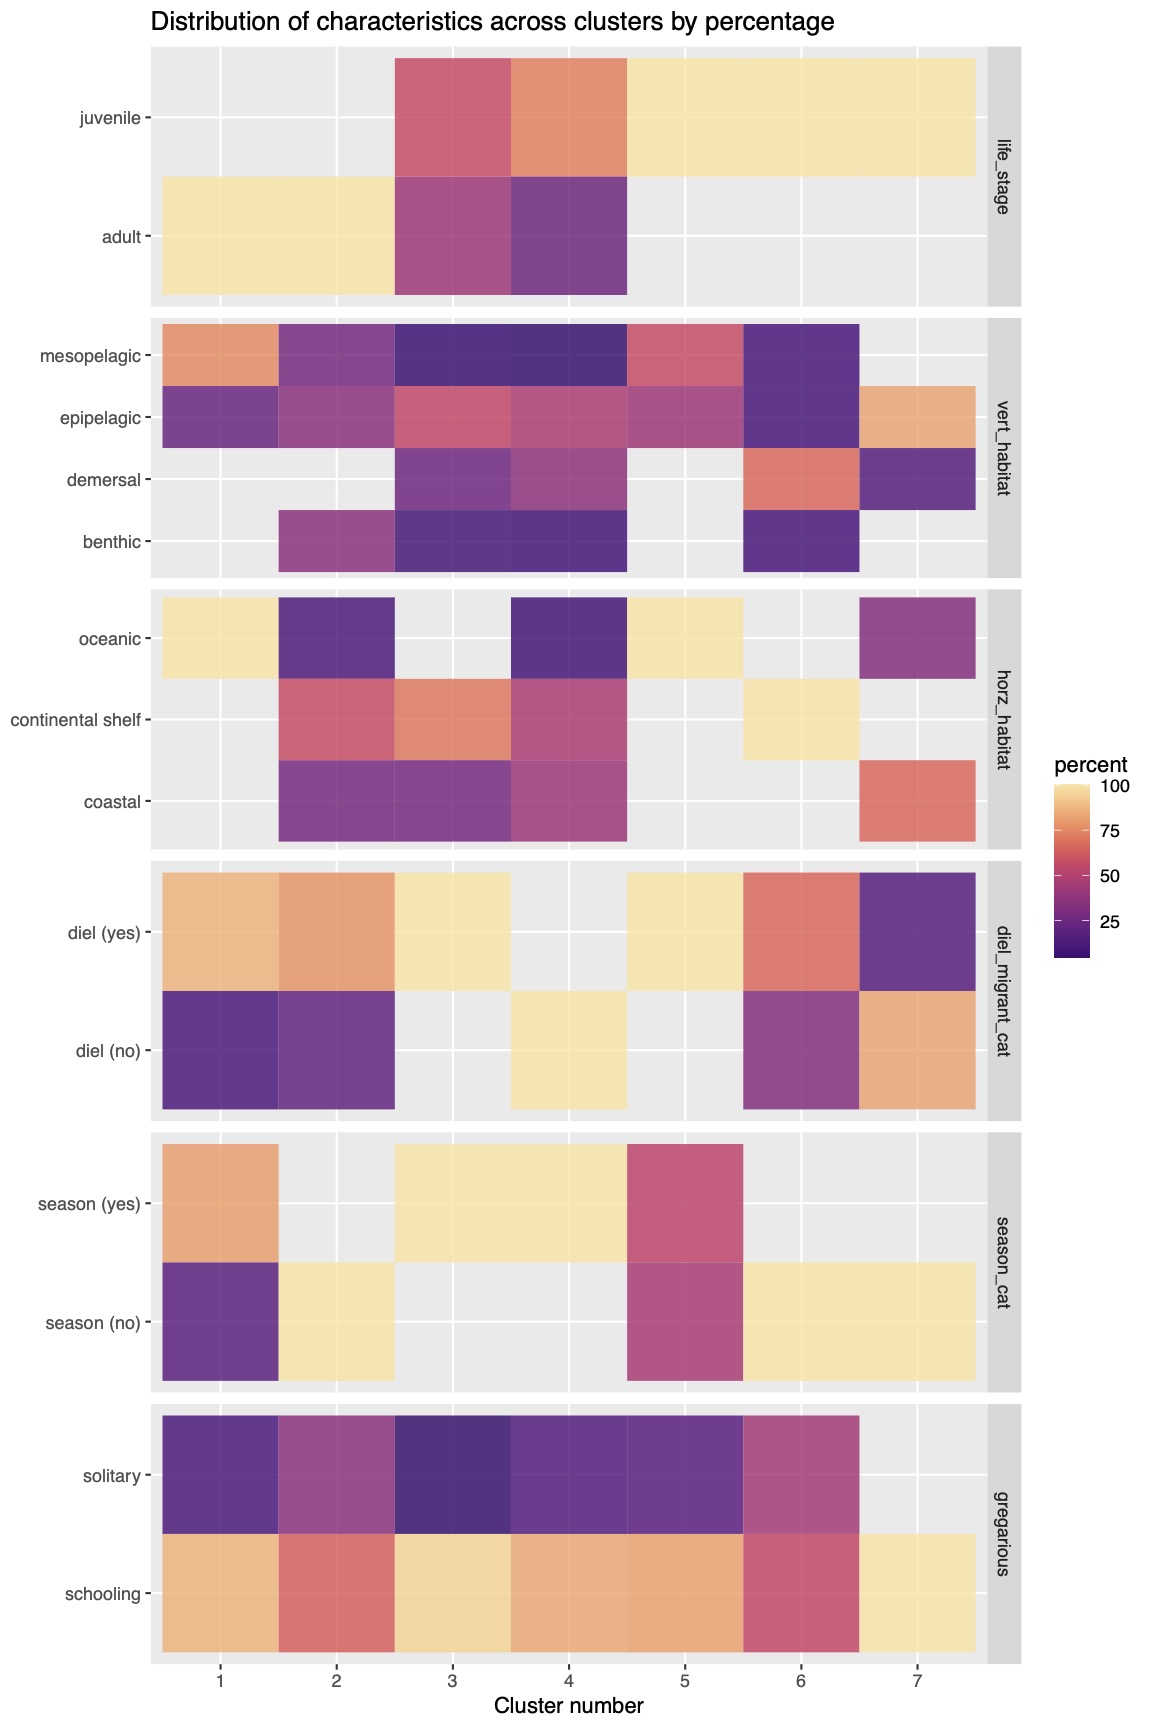 Distribution of characteristics across clusters by percentage
juvenile
adult
life_stage
mesopelagic
epipelagic
demersal
benthic
vert_habitat
oceanic
continental shelf
coastal
horz_habitat
percent
100
75
50
25
diel (yes)
diel (no)
diel_migrant_cat
season (yes)
season (no)
season_cat
solitary
schooling
gregarious
1 2 3 4 5 6 7
Cluster number